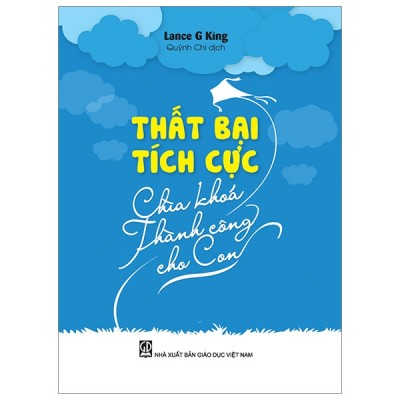 Lance G King
Quỳnh Chi dịch
THẤT BẠI
TÍCH CỰC
Chìa khoá
Thành công
cho Con
NHÀ XUẤT BẢN GIÁO DỤC VIỆT NAM